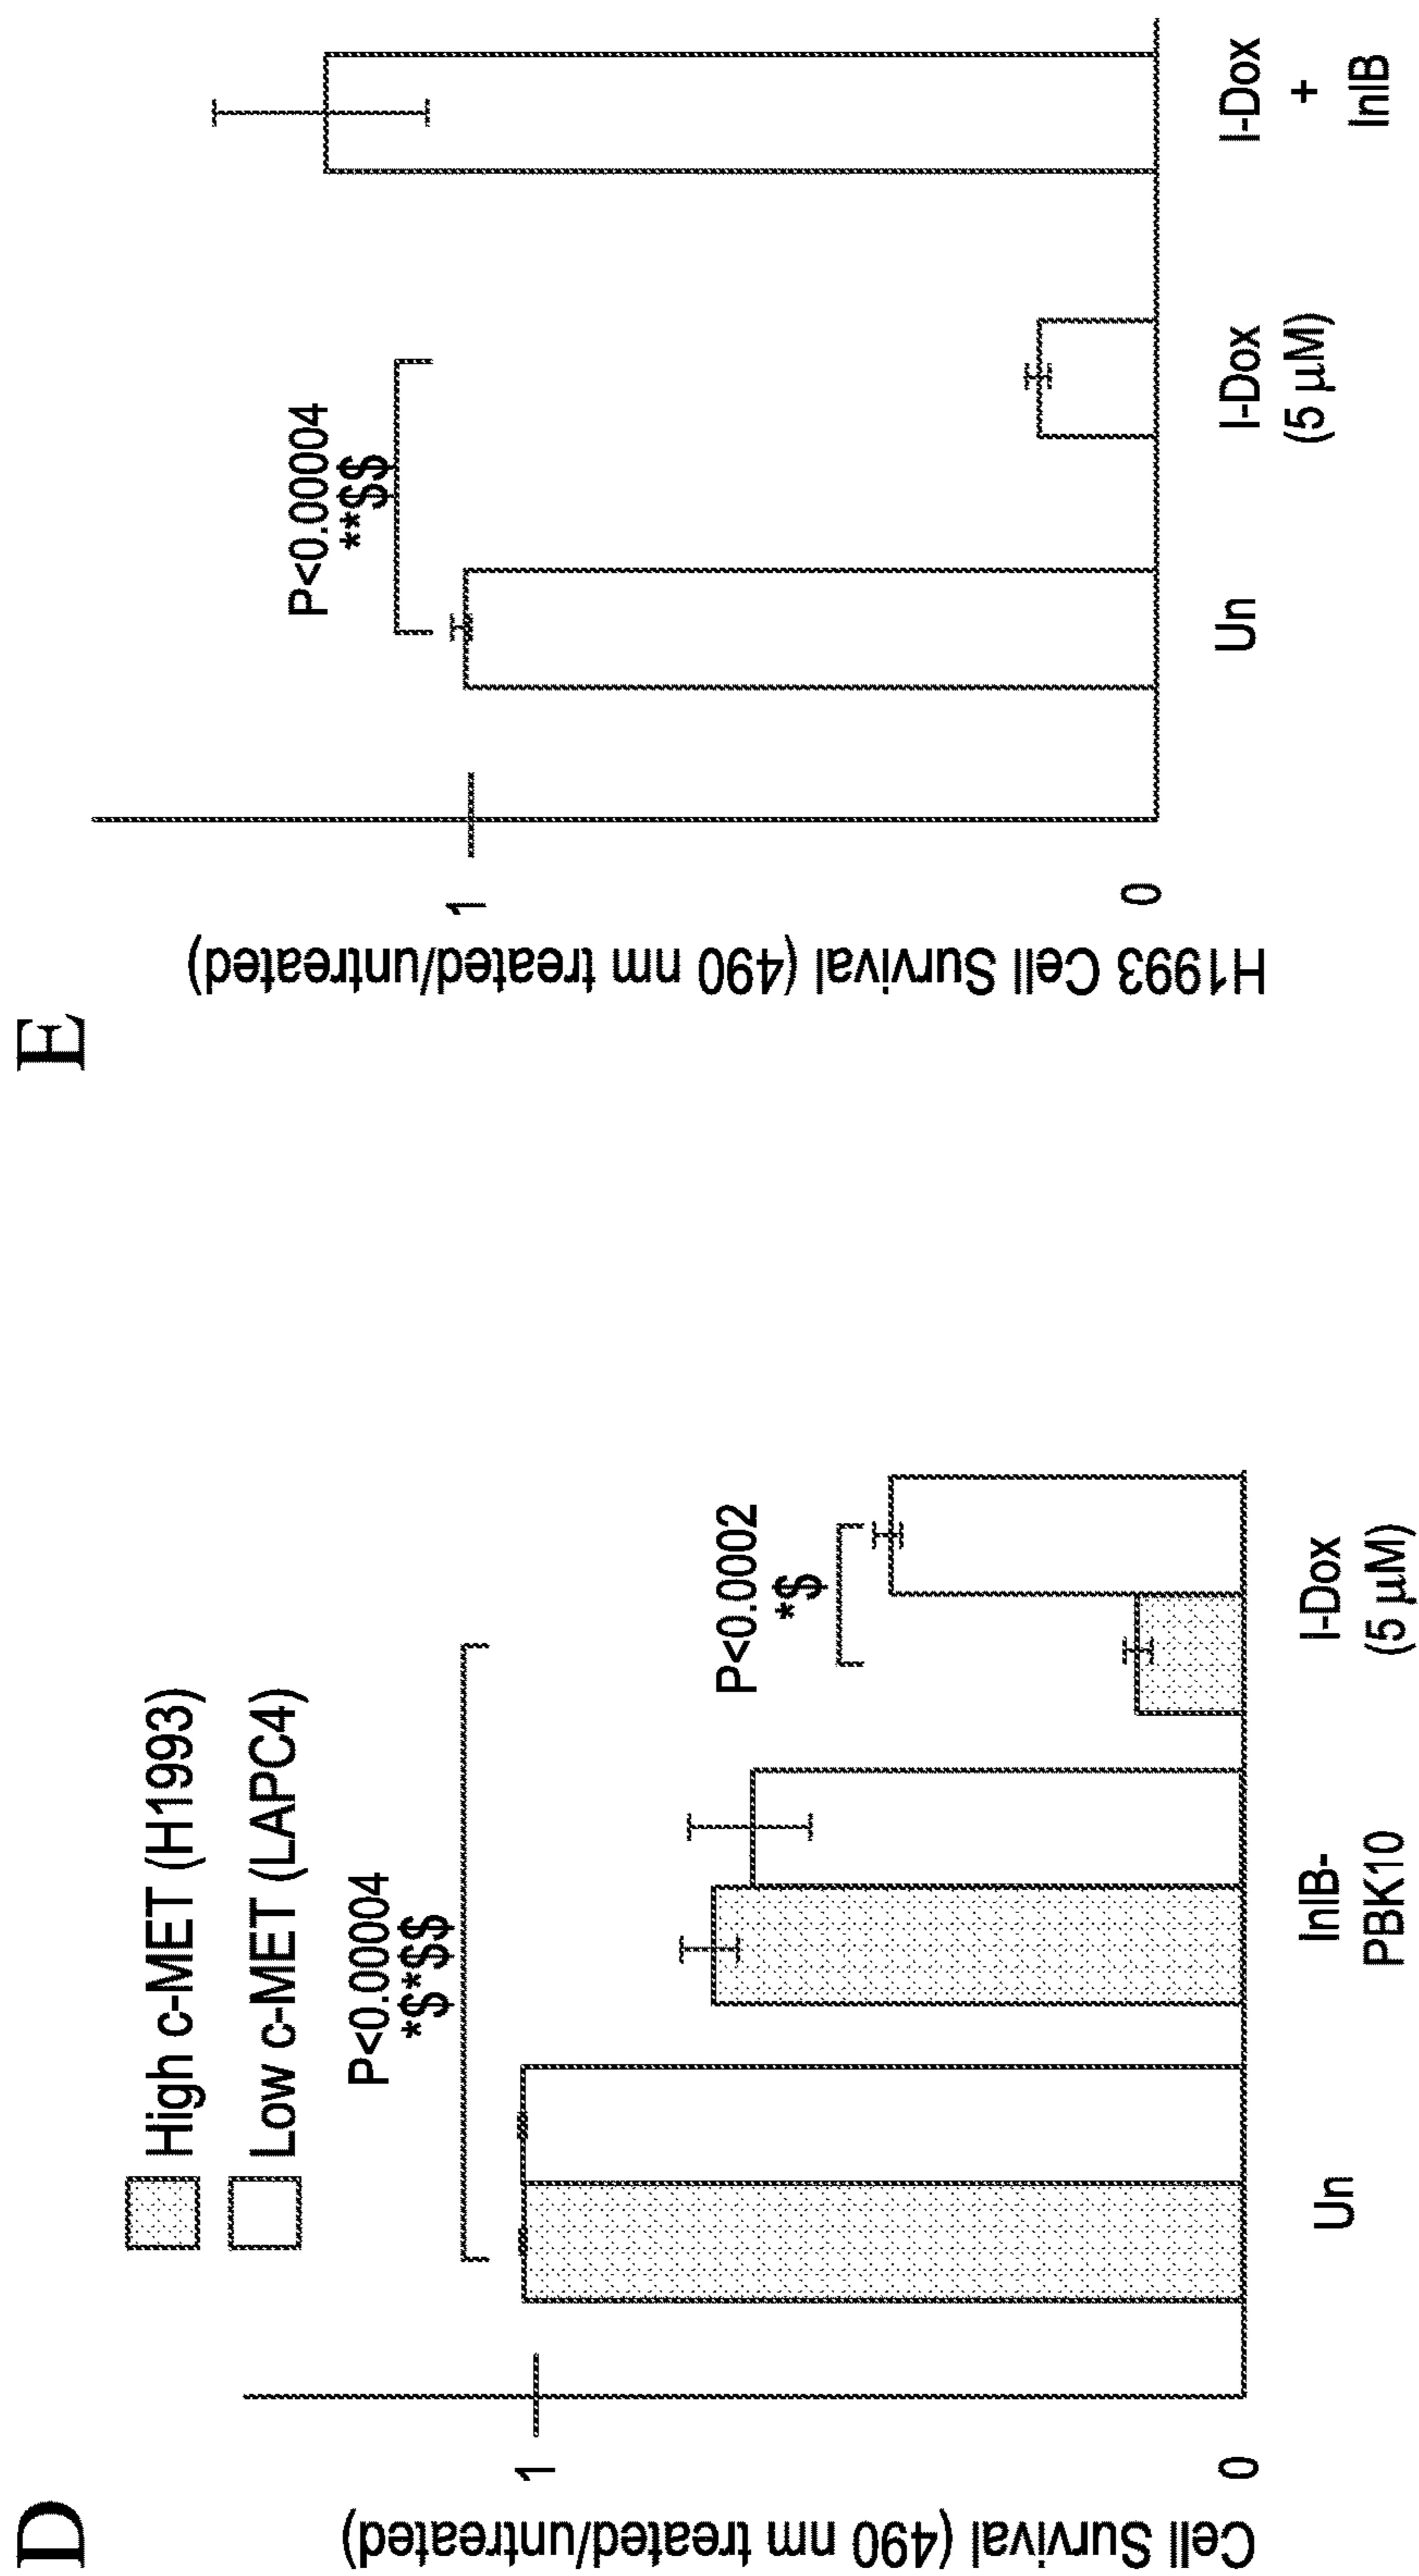 D
Cell Survival (490 nm treated/untreated)
1
0
High c-MET (H1993)
Low c-MET (LAPC4)
P<0.00004
*$*$$
P<0.0002
*$
Un
InlB-
PBK10
I-Dox
(5 µM)
E
H1993 Cell Survival (490 nm treated/untreated)
1
0
P<0.00004
**$$
Un
I-Dox
(5 µM)
I-Dox
+
InlB